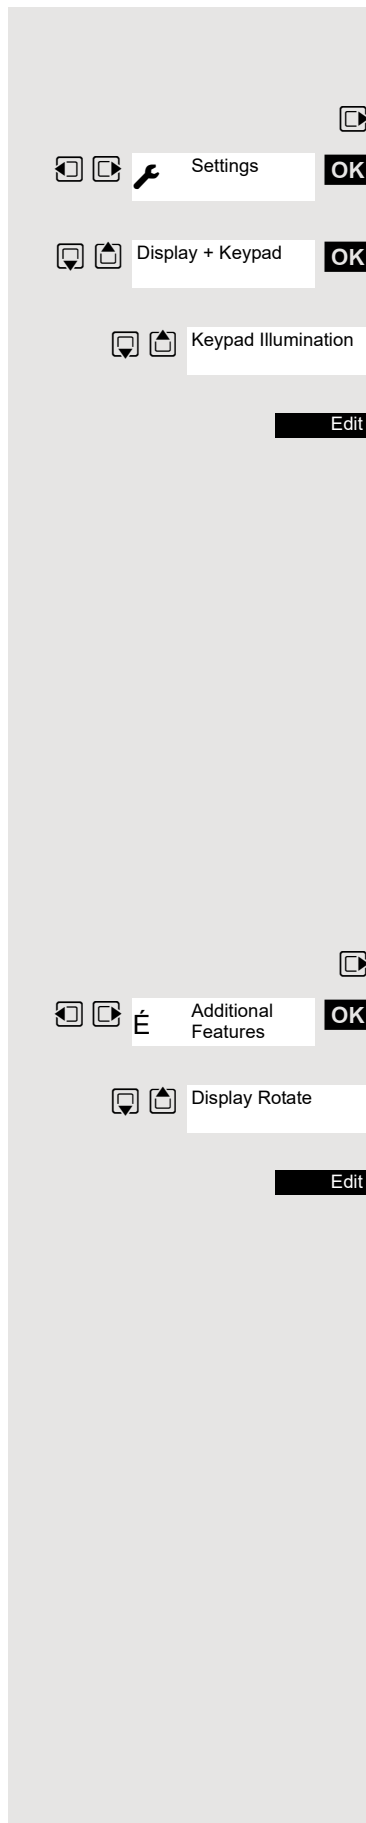 Settings
OK
Display + Keypad
OK
Keypad Illumination
Edit
É
Additional
Features
OK
Display Rotate
Edit